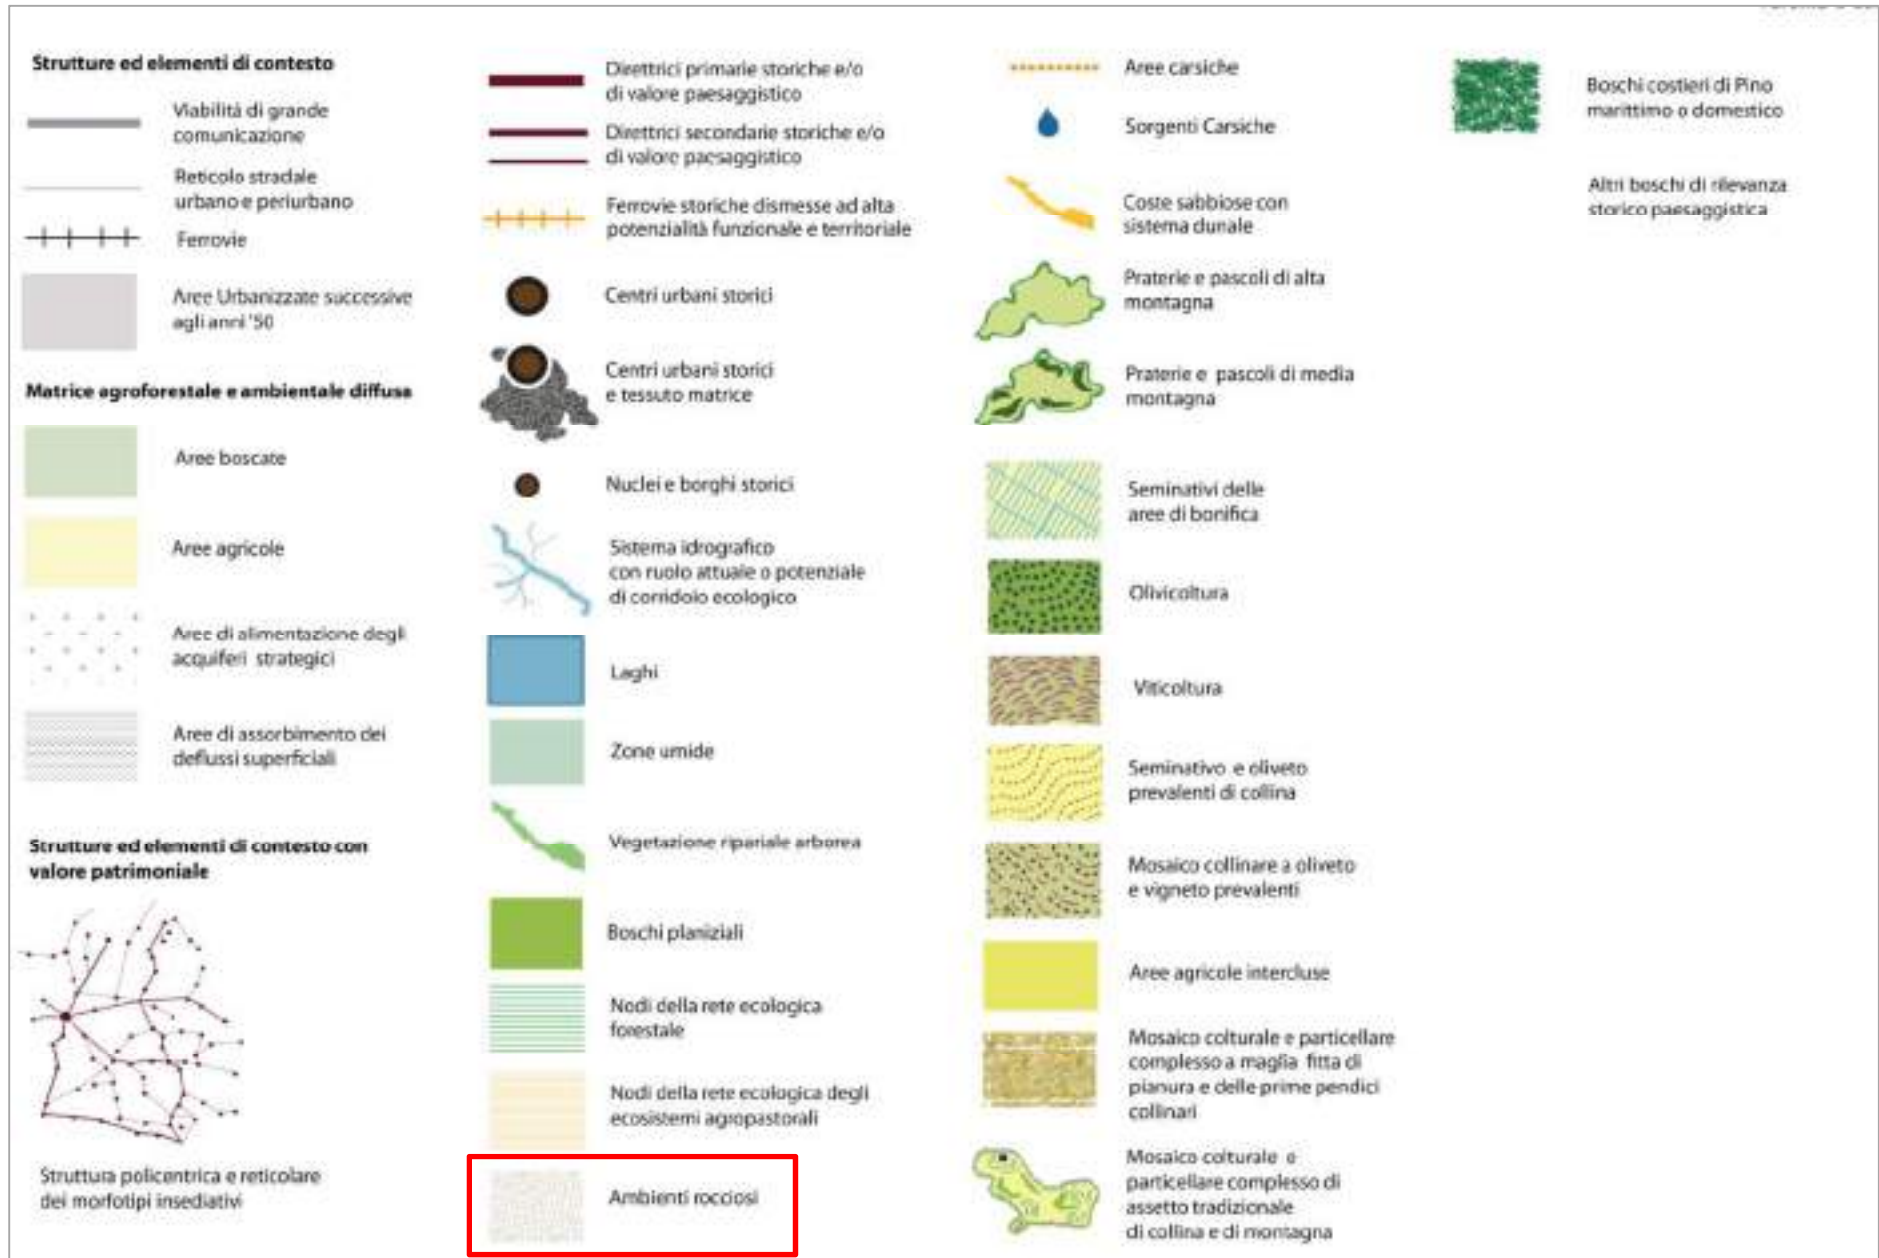 Strutture ed elementi di contesto
Viabilità di grande
comunicazione
Reticolo stradale
urbano e periurbano
Ferrovie
Aree Urbanizzate successive
agli anni '50
Matrice agroforestale e ambientale diffusa
Aree boscate
Aree agricole
Aree di alimentazione degli
acquiferi strategici
Aree di assorbimento dei
deflussi superficiali
Strutture ed elementi di contesto con
valore patrimoniale
Struttura policentrica e reticolare
dei morfotipi insediativi
Direttrici primarie storiche e/o
di valore paesaggistico
Direttrici secondarie storiche e/o
di valore paesaggistico
Ferrovie storiche dismesse ad alta
potenzialità funzionale e territoriale
Centri urbani storici
Centri urbani storici
e tessuto matrice
Nuclei e borghi storici
Sistema idrografico
con ruolo attuale o potenziale
di corridoio ecologico
Laghi
Zone umide
Vegetazione ripariale arborea
Boschi planiziali
Nodi della rete ecologica
forestale
Nodi della rete ecologica degli
ecosistemi agropastorali
Ambienti rocciosi
Aree carsiche
Sorgenti Carsiche
Coste sabbiose con
sistema dunale
Praterie e pascoli di alta
montagna
Praterie e pascoli di media
montagna
Seminativi delle
aree di bonifica
Olivicoltura
Viticoltura
Seminativo e oliveto
prevalenti di collina
Mosaico collinare a oliveto
e vigneto prevalenti
Aree agricole intercluse
Mosaico colturale e particellare
complesso a maglia fitta di
pianura e delle prime pendici
collinari
Mosaico colturale e
particellare complesso di
assetto tradizionale
di collina e di montagna
Boschi costieri di Pino
marittimo o domestico
Altri boschi di rilevanza
storico paesaggistica